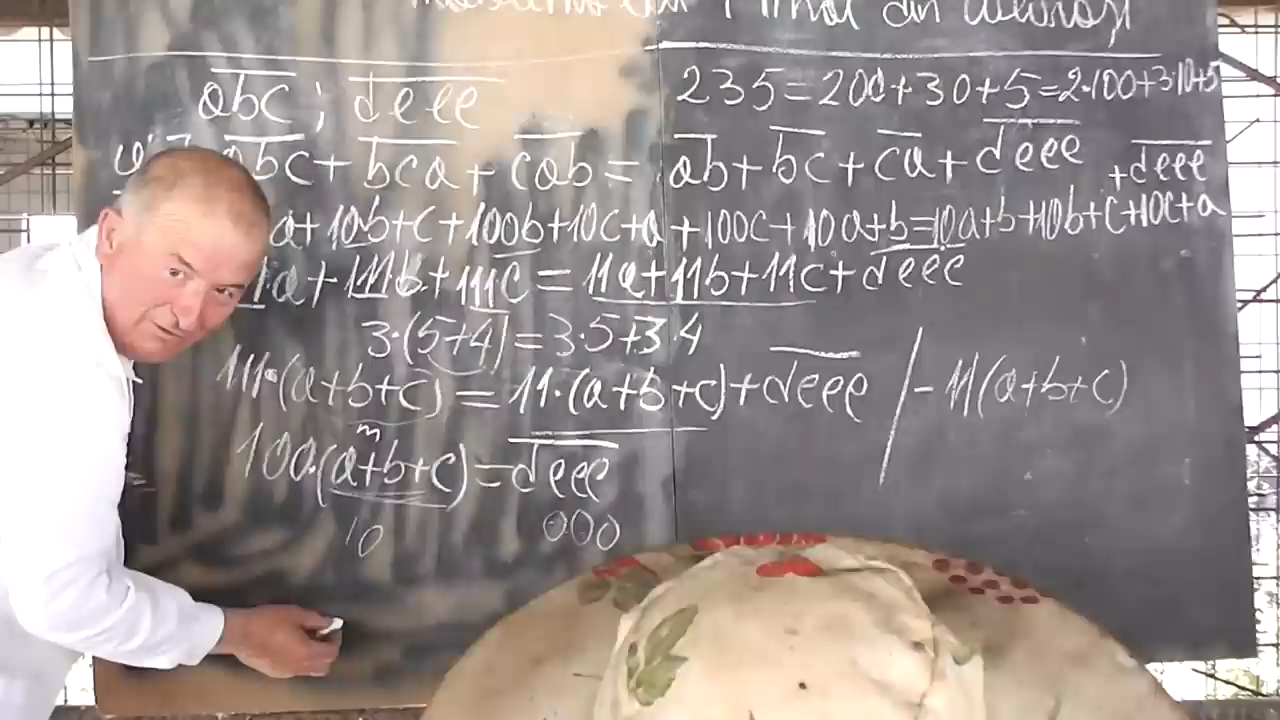 abc ; deee
235=200+30+5=2·100+3·10+5
abc + bca + cab = ab + bc + ca + deee
a+10b+c+100b+10c+a+100c+10a+b=10a+b+10b+c+10c+a +deee
a+111b+111c=11a+11b+11c+deee
3·(5+4)=3·5+3·4
111·(a+b+c)=11·(a+b+c)+deee /-11(a+b+c)
m
100·(a+b+c)=deee
10 000